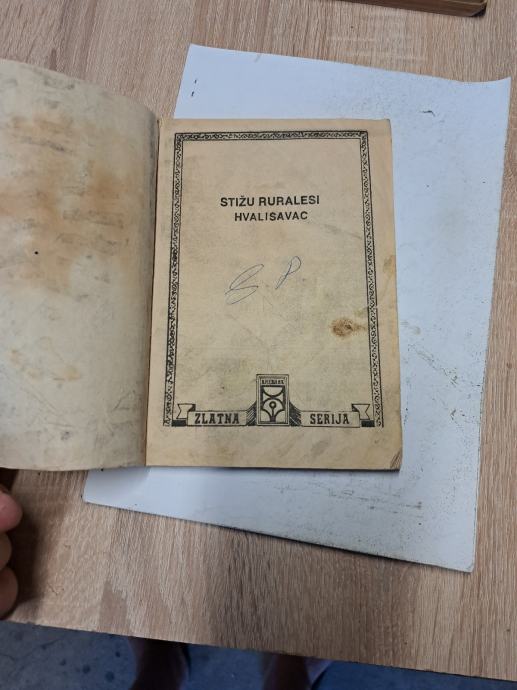 STIŽU RURALESI
HVALISAVAC
S P.
ZLATNA SERIJA